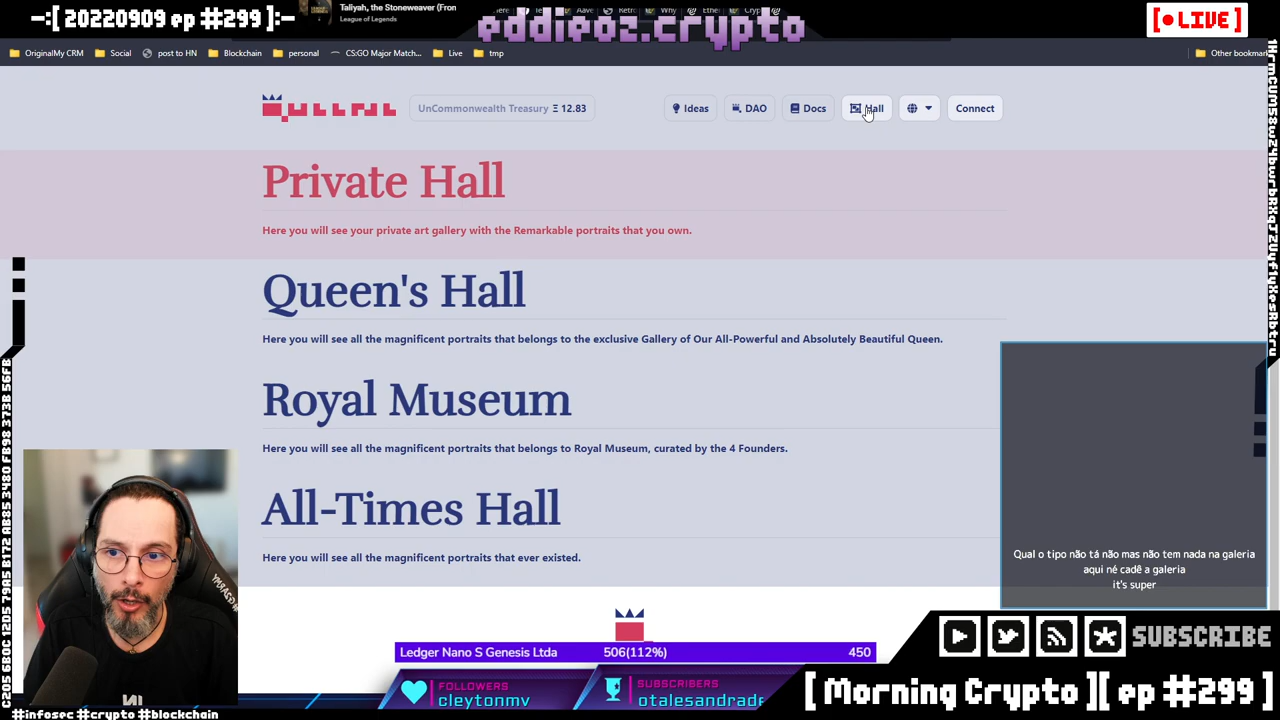 -:[ 20220909 ep #299 ]:-
Taliyah, the Stoneweaver (Fron
League of Legends
eddieoz.crypto
[● LIVE ]
OriginalMy CRM
Social
post to HN
Blockchain
personal
CS:GO Major Match...
Live
tmp
Other bookmark
UnCommonwealth Treasury Ξ 12.83
Ideas
DAO
Docs
Hall
Connect
Private Hall
Here you will see your private art gallery with the Remarkable portraits that you own.
Queen's Hall
Here you will see all the magnificent portraits that belongs to the exclusive Gallery of Our All-Powerful and Absolutely Beautiful Queen.
Royal Museum
Here you will see all the magnificent portraits that belongs to Royal Museum, curated by the 4 Founders.
All-Times Hall
Here you will see all the magnificent portraits that ever existed.
Qual o tipo não tá não mas não tem nada na galeria
aqui né cadê a galeria
it's super
Ledger Nano S Genesis Ltda
506(112%)
450
FOLLOWERS
cleytonmv
SUBSCRIBERS
otalesandrade
SUBSCRIBE
[ Morning Crypto ][ ep #299 ]
#infosec #crypto #blockchain